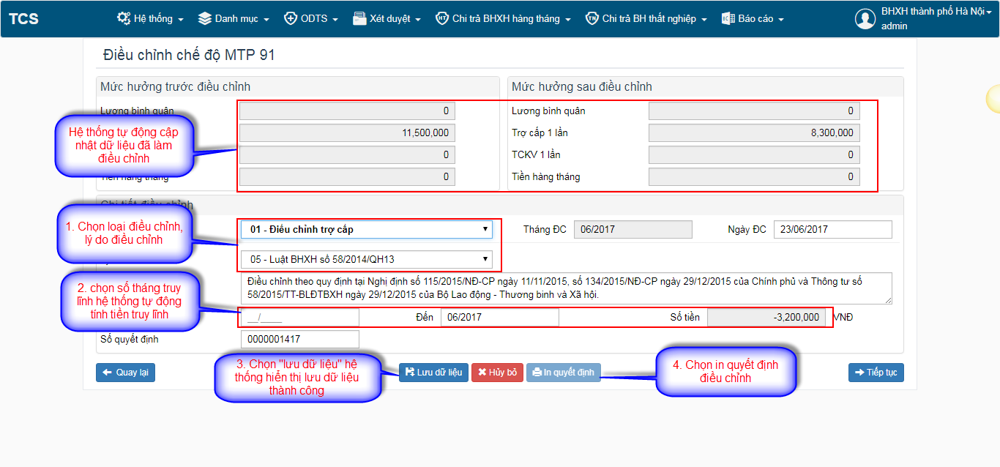 TCS
Hệ thống
Danh mục
ODTS
Xét duyệt
Chi trả BHXH hàng tháng
Chi trả BH thất nghiệp
Báo cáo
BHXH thành phố Hà Nội
admin
Điều chỉnh chế độ MTP 91
Mức hưởng trước điều chỉnh
Mức hưởng sau điều chỉnh
Lương bình quân
0
Lương bình quân
0
Hệ thống tự động cập
nhật dữ liệu đã làm
điều chỉnh
11,500,000
Trợ cấp 1 lần
8,300,000
0
TCKV 1 lần
0
Tiền hàng tháng
0
Tiền hàng tháng
0
Chi tiết điều chỉnh
1. Chọn loại điều chỉnh,
lý do điều chỉnh
01 - Điều chỉnh trợ cấp
Tháng ĐC
06/2017
Ngày ĐC
23/06/2017
05 - Luật BHXH số 58/2014/QH13
Điều chỉnh theo quy định tại Nghị định số 115/2015/NĐ-CP ngày 11/11/2015, số 134/2015/NĐ-CP ngày 29/12/2015 của Chính phủ và Thông tư số
58/2015/TT-BLĐTBXH ngày 29/12/2015 của Bộ Lao động - Thương binh và Xã hội.
2. chọn số tháng truy
lĩnh hệ thống tự động
tính tiền truy lĩnh
__/____
Đến
06/2017
Số tiền
-3,200,000
VNĐ
Số quyết định
0000001417
Quay lại
3. Chọn "lưu dữ liệu" hệ
thống hiển thị lưu dữ liệu
thành công
Lưu dữ liệu
Hủy bỏ
In quyết định
4. Chọn in quyết định
điều chỉnh
Tiếp tục